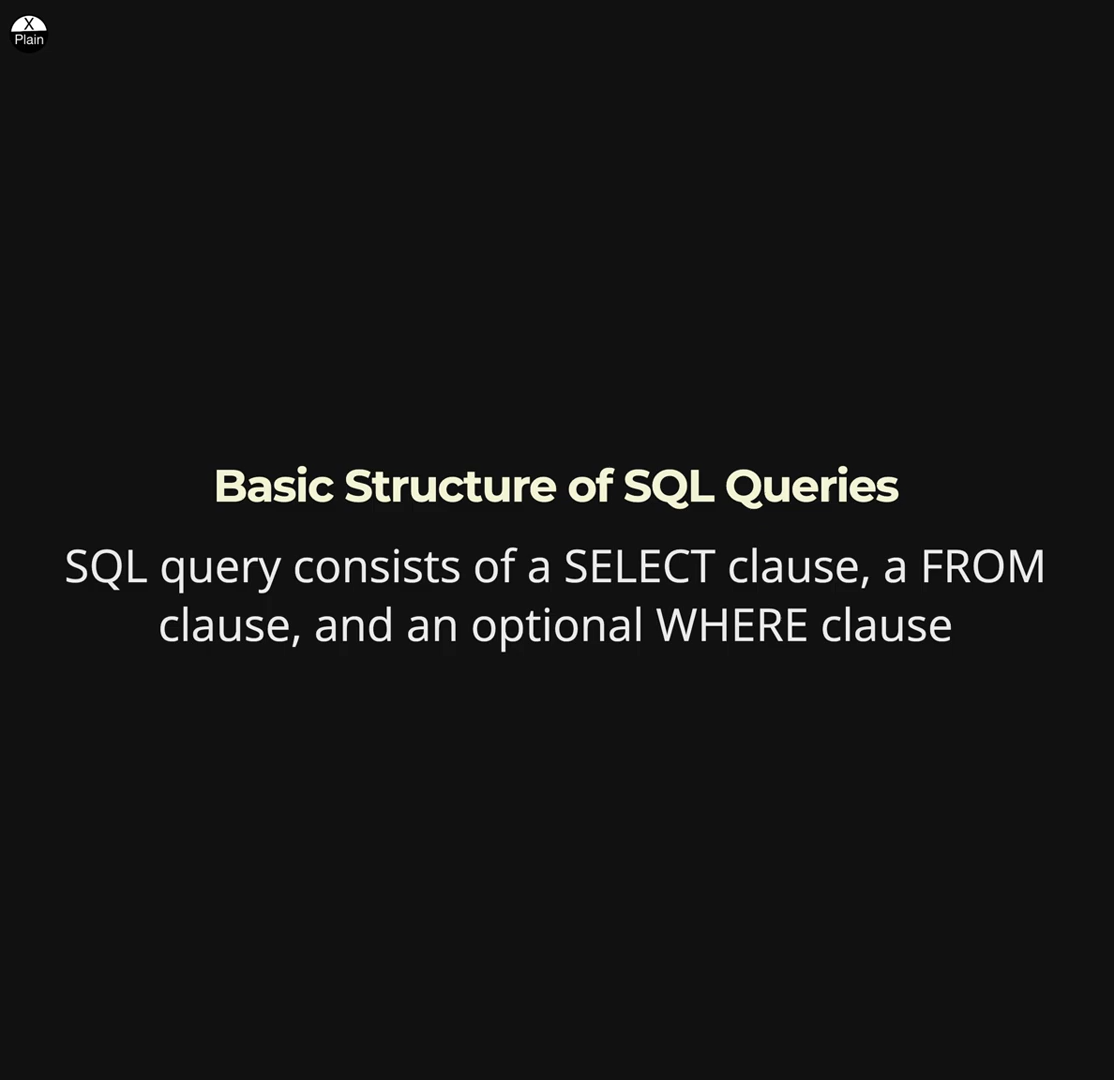 X
Plain
Basic Structure of SQL Queries
SQL query consists of a SELECT clause, a FROM
clause, and an optional WHERE clause